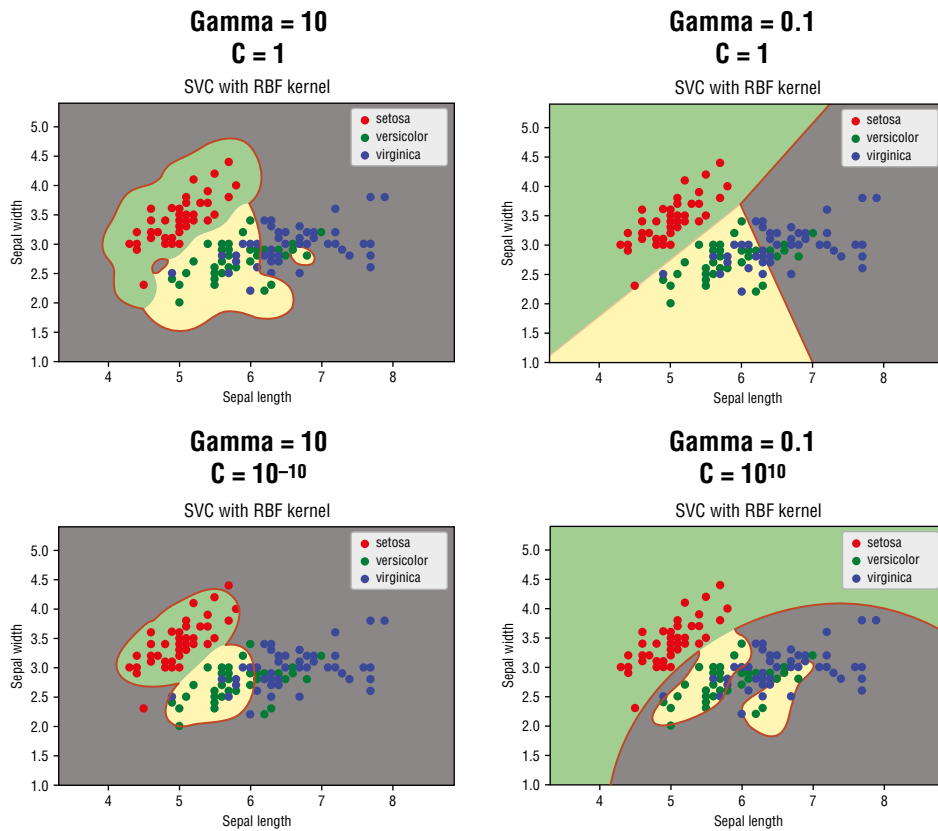 Gamma = 10
C = 1
SVC with RBF kernel
setosa
versicolor
virginica
5.0
4.5
4.0
3.5
3.0
2.5
2.0
1.5
1.0
Sepal width
4 5 6 7 8
Sepal length
Gamma = 0.1
C = 1
SVC with RBF kernel
setosa
versicolor
virginica
5.0
4.5
4.0
3.5
3.0
2.5
2.0
1.5
1.0
Sepal width
4 5 6 7 8
Sepal length
Gamma = 10
C = 10⁻¹⁰
SVC with RBF kernel
setosa
versicolor
virginica
5.0
4.5
4.0
3.5
3.0
2.5
2.0
1.5
1.0
Sepal width
4 5 6 7 8
Sepal length
Gamma = 0.1
C = 10¹⁰
SVC with RBF kernel
setosa
versicolor
virginica
5.0
4.5
4.0
3.5
3.0
2.5
2.0
1.5
1.0
Sepal width
4 5 6 7 8
Sepal length